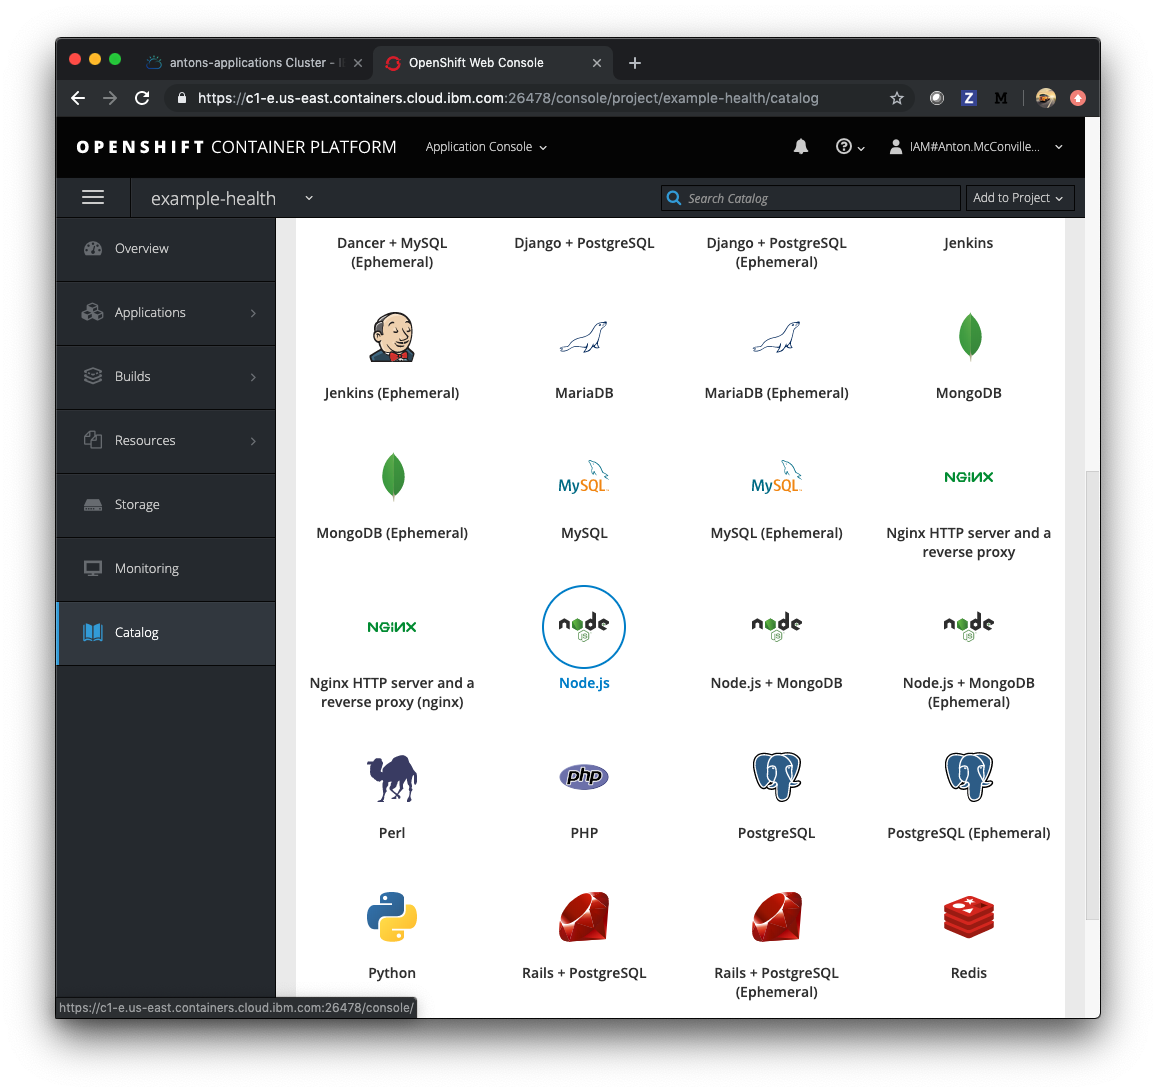 antons-applications Cluster - I
OpenShift Web Console
https://c1-e.us-east.containers.cloud.ibm.com:26478/console/project/example-health/catalog
Z
M
OPENSHIFT CONTAINER PLATFORM
Application Console
IAM#Anton.McConville...
example-health
Search Catalog
Add to Project
Overview
Applications
Builds
Resources
Storage
Monitoring
Catalog
Dancer + MySQL
(Ephemeral)
Django + PostgreSQL
Django + PostgreSQL
(Ephemeral)
Jenkins
Jenkins (Ephemeral)
MariaDB
MariaDB (Ephemeral)
MongoDB
MongoDB (Ephemeral)
MySQL
MySQL
MySQL
MySQL (Ephemeral)
NGINX
Nginx HTTP server and a
reverse proxy
NGINX
Nginx HTTP server and a
reverse proxy (nginx)
node
JS
Node.js
node
JS
Node.js + MongoDB
node
JS
Node.js + MongoDB
(Ephemeral)
Perl
php
PHP
PostgreSQL
PostgreSQL (Ephemeral)
Python
Rails + PostgreSQL
Rails + PostgreSQL
(Ephemeral)
Redis
https://c1-e.us-east.containers.cloud.ibm.com:26478/console/